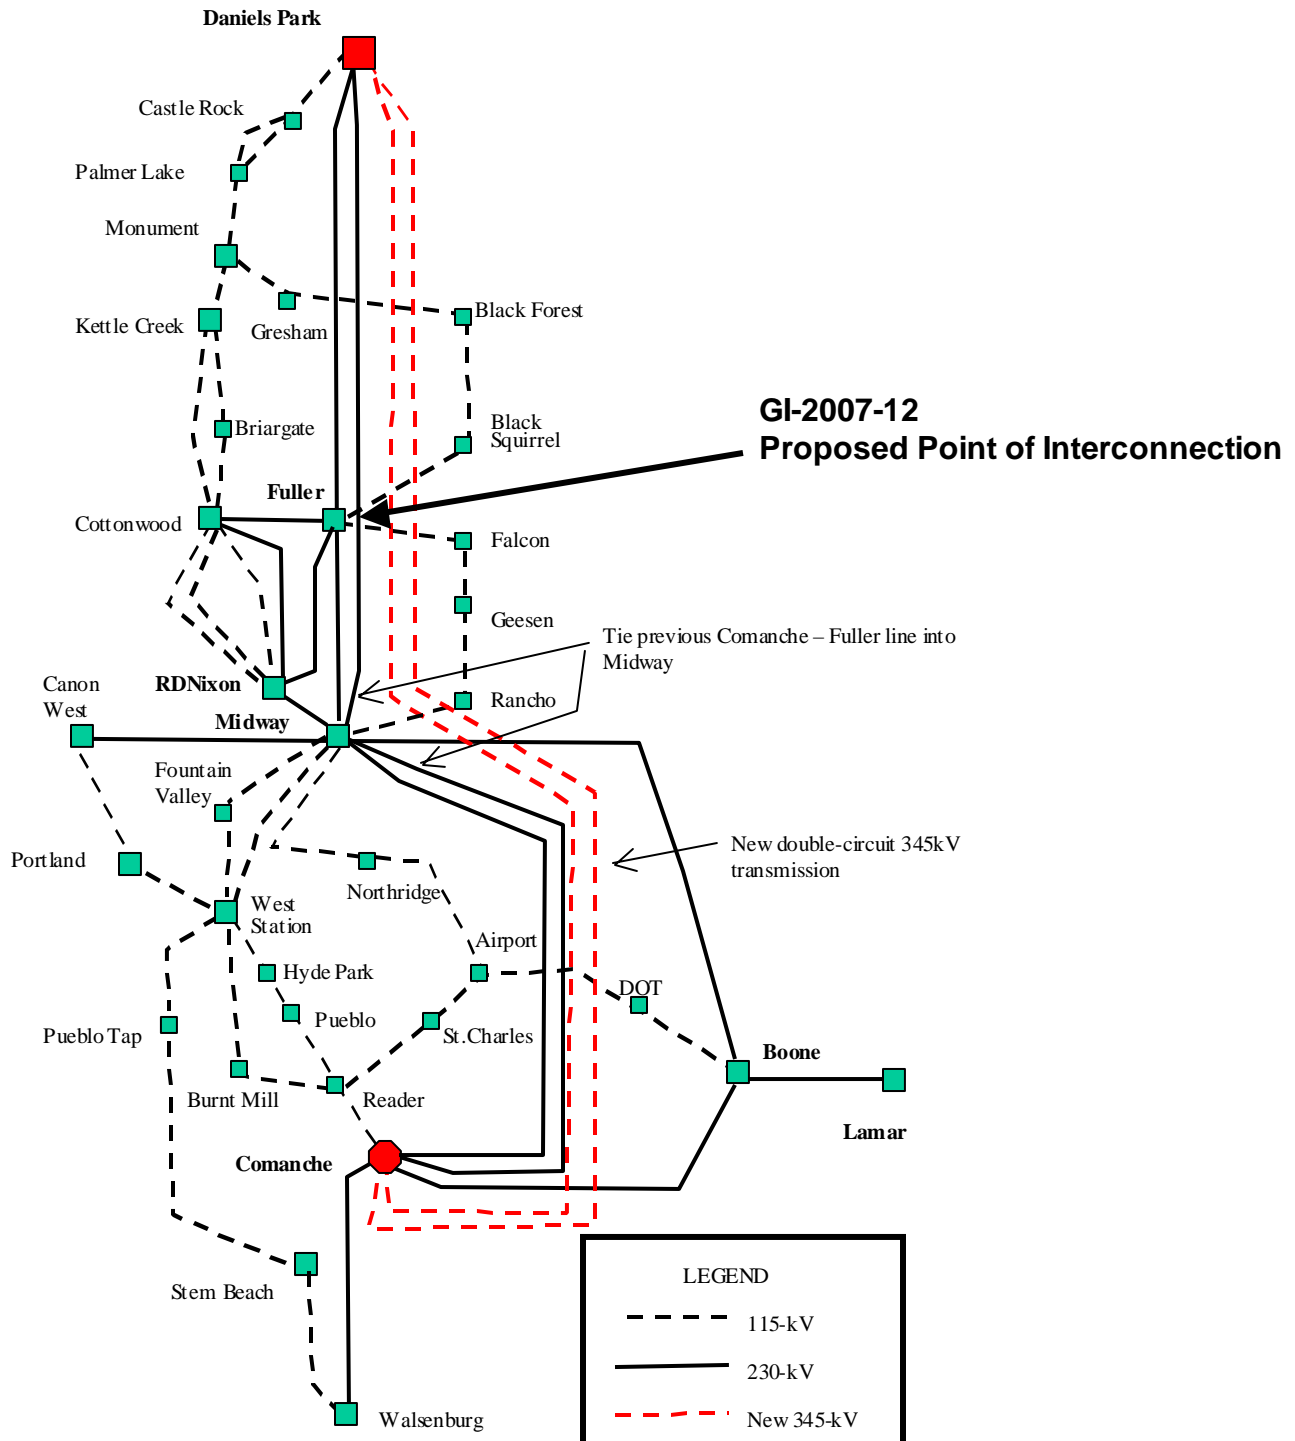 Daniels Park
Castle Rock
Palmer Lake
Monument
Kettle Creek
Gresham
Black Forest
GI-2007-12
Proposed Point of Interconnection
Black
Squirrel
Briargate
Fuller
Cottonwood
Falcon
Geesen
Tie previous Comanche – Fuller line into
Midway
RDNixon
Canon
West
Rancho
Midway
Fountain
Valley
Portland
Northridge
New double-circuit 345kV
transmission
West
Station
Airport
Hyde Park
DOT
Pueblo
Pueblo Tap
St.Charles
Boone
Burnt Mill
Reader
Lamar
Comanche
Stem Beach
LEGEND
115-kV
230-kV
Walsenburg
New 345-kV